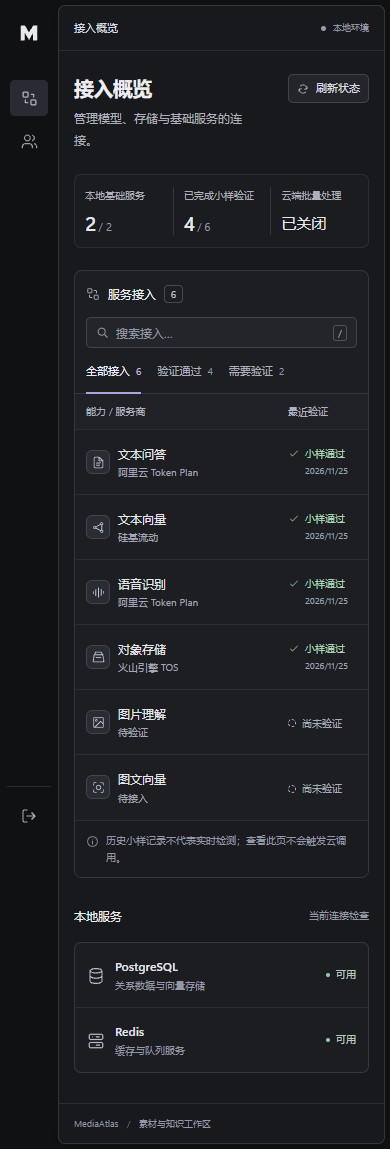 M
接入概览
本地环境
接入概览
刷新状态
管理模型、存储与基础服务的连
接。
本地基础服务
2 / 2
已完成小样验证
4 / 6
云端批量处理
已关闭
服务接入 6
搜索接入... /
全部接入 6 验证通过 4 需要验证 2
能力 / 服务商 最近验证
文本问答 小样通过
阿里云 Token Plan 2026/11/25
文本向量 小样通过
硅基流动 2026/11/25
语音识别 小样通过
阿里云 Token Plan 2026/11/25
对象存储 小样通过
火山引擎 TOS 2026/11/25
图片理解 尚未验证
待验证
图文向量 尚未验证
待接入
历史小样记录不代表实时检测；查看此页不会触发云调
用。
本地服务 当前连接检查
PostgreSQL 可用
关系数据与向量存储
Redis 可用
缓存与队列服务
MediaAtlas / 素材与知识工作区